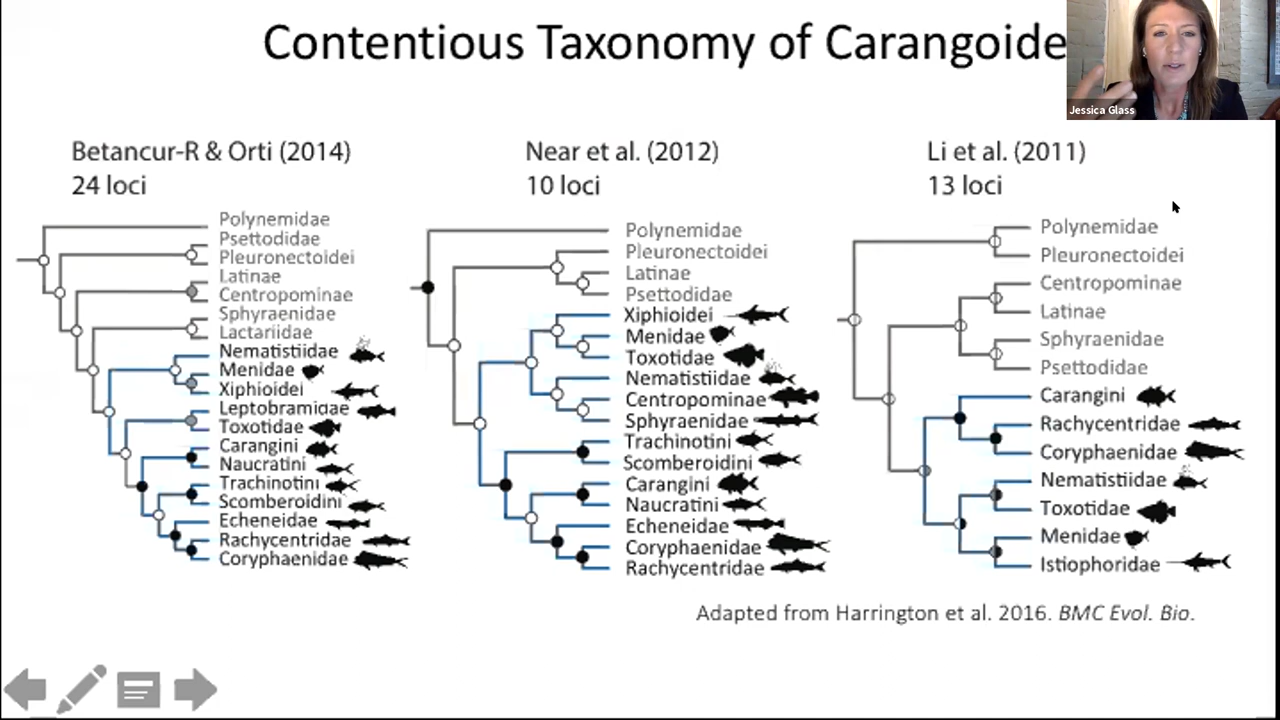 Contentious Taxonomy of Carangoide
Jessica Glass
Betancur-R & Orti (2014)
24 loci
Polynemidae
Psettodidae
Pleuronectoidei
Latinae
Centropominae
Sphyraenidae
Lactariidae
Nematistiidae
Menidae
Xiphioidei
Leptobramidae
Toxotidae
Carangini
Naucratini
Trachinotini
Scomberoidini
Echeneidae
Rachycentridae
Coryphaenidae
Near et al. (2012)
10 loci
Polynemidae
Pleuronectoidei
Latinae
Psettodidae
Xiphioidei
Menidae
Toxotidae
Nematistiidae
Centropominae
Sphyraenidae
Trachinotini
Scomberoidini
Carangini
Naucratini
Echeneidae
Coryphaenidae
Rachycentridae
Li et al. (2011)
13 loci
Polynemidae
Pleuronectoidei
Centropominae
Latinae
Sphyraenidae
Psettodidae
Carangini
Rachycentridae
Coryphaenidae
Nematistiidae
Toxotidae
Menidae
Istiophoridae
Adapted from Harrington et al. 2016. BMC Evol. Bio.